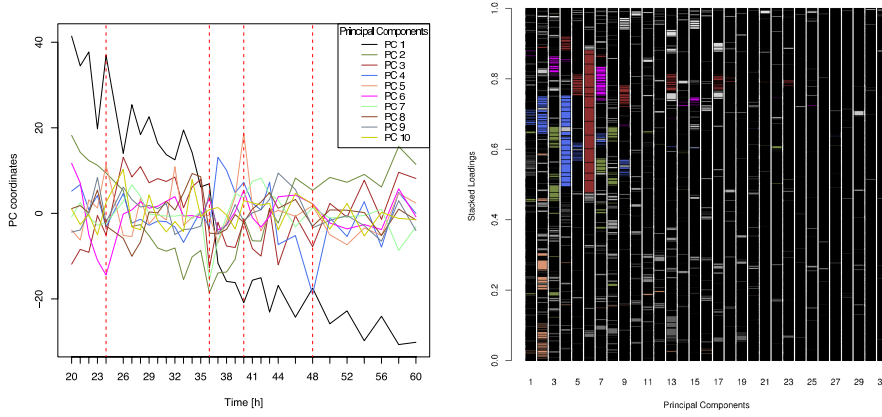 Principal Components
PC 1
PC 2
PC 3
PC 4
PC 5
PC 6
PC 7
PC 8
PC 9
PC 10
40
20
0
−20
PC coordinates
20 23 26 29 32 35 38 41 44 48 52 56 60
Time [h]
1.0
0.8
0.6
0.4
0.2
0.0
Stacked Loadings
1 3 5 7 9 11 13 15 17 19 21 23 25 27 29 3
Principal Components